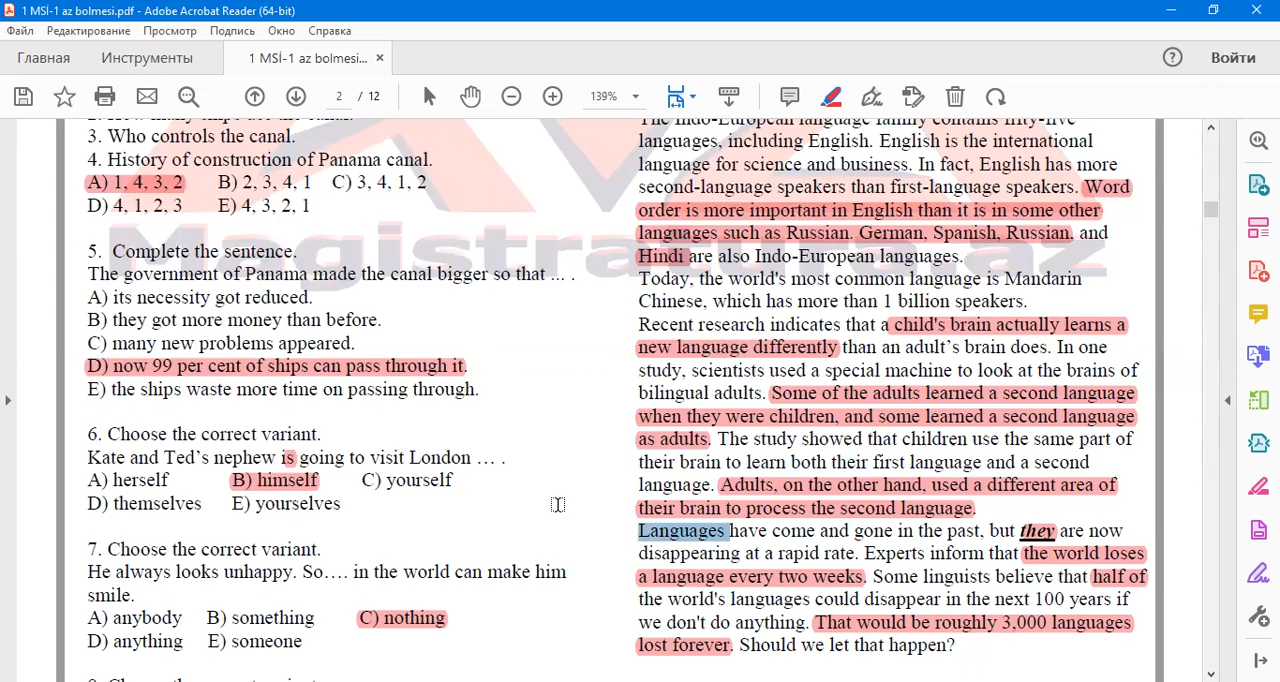 1 MSİ-1 az bolmesi.pdf - Adobe Acrobat Reader (64-bit)
Файл Редактирование Просмотр Подпись Окно Справка
Главная Инструменты 1 MSİ-1 az bolmesi... × Войти
2 / 12 139%
3. Who controls the canal.
4. History of construction of Panama canal.
A) 1, 4, 3, 2 B) 2, 3, 4, 1 C) 3, 4, 1, 2
D) 4, 1, 2, 3 E) 4, 3, 2, 1
5. Complete the sentence.
The government of Panama made the canal bigger so that ... .
A) its necessity got reduced.
B) they got more money than before.
C) many new problems appeared.
D) now 99 per cent of ships can pass through it.
E) the ships waste more time on passing through.
6. Choose the correct variant.
Kate and Ted’s nephew is going to visit London … .
A) herself B) himself C) yourself
D) themselves E) yourselves
7. Choose the correct variant.
He always looks unhappy. So…. in the world can make him
smile.
A) anybody B) something C) nothing
D) anything E) someone
The Indo-European language family contains fifty-five
languages, including English. English is the international
language for science and business. In fact, English has more
second-language speakers than first-language speakers. Word
order is more important in English than it is in some other
languages such as Russian. German, Spanish, Russian, and
Hindi are also Indo-European languages.
Today, the world's most common language is Mandarin
Chinese, which has more than 1 billion speakers.
Recent research indicates that a child's brain actually learns a
new language differently than an adult’s brain does. In one
study, scientists used a special machine to look at the brains of
bilingual adults. Some of the adults learned a second language
when they were children, and some learned a second language
as adults. The study showed that children use the same part of
their brain to learn both their first language and a second
language. Adults, on the other hand, used a different area of
their brain to process the second language.
Languages have come and gone in the past, but they are now
disappearing at a rapid rate. Experts inform that the world loses
a language every two weeks. Some linguists believe that half of
the world's languages could disappear in the next 100 years if
we don't do anything. That would be roughly 3,000 languages
lost forever. Should we let that happen?
Magistratura.az